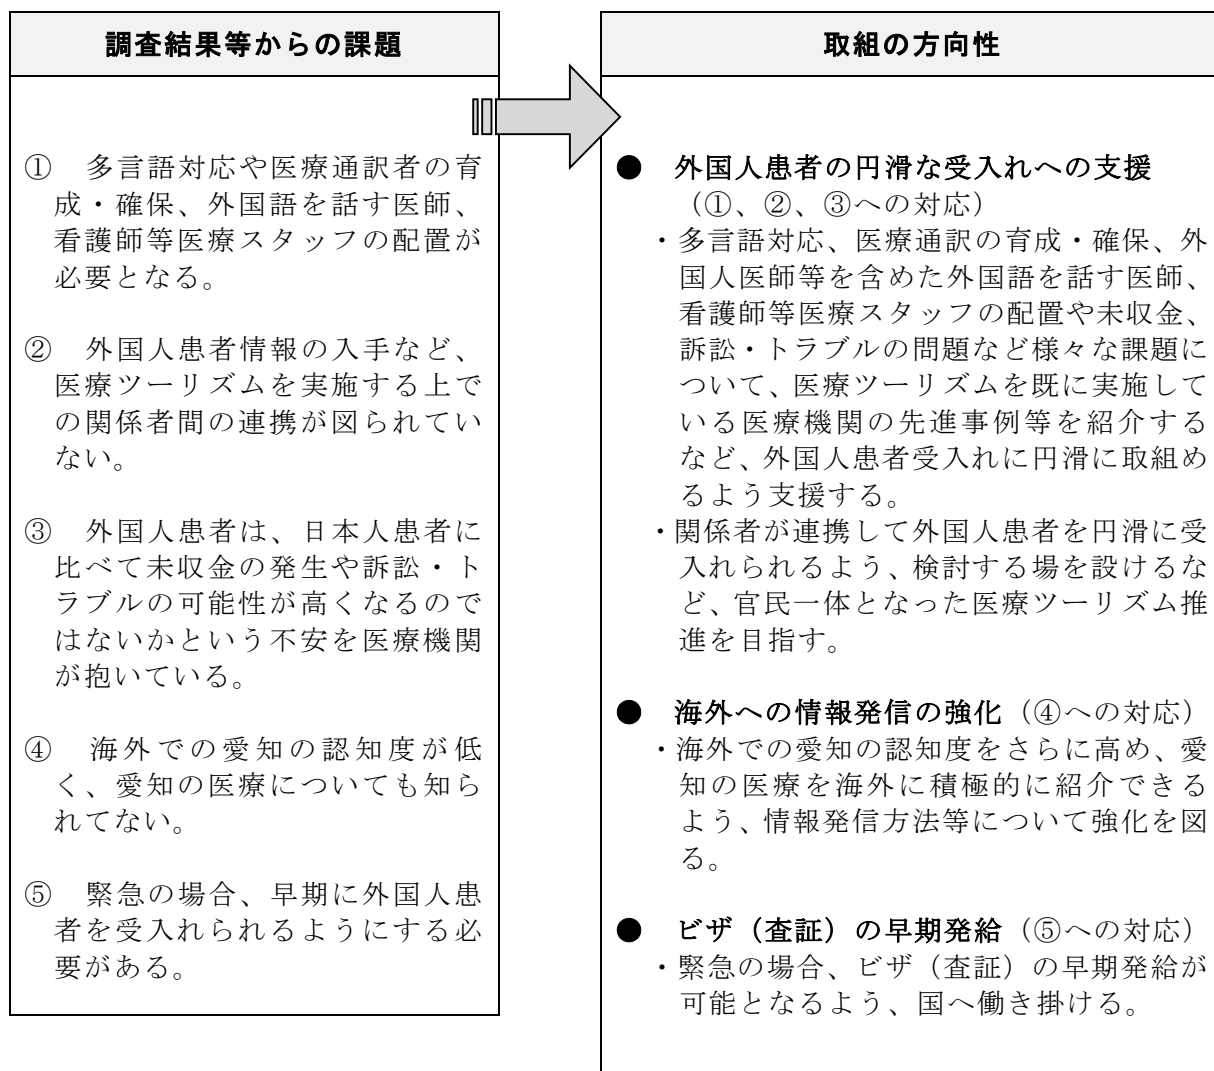 調査結果等からの課題
① 多言語対応や医療通訳者の育
成・確保、外国語を話す医師、
看護師等医療スタッフの配置が
必要となる。
② 外国人患者情報の入手など、
医療ツーリズムを実施する上で
の関係者間の連携が図られてい
ない。
③ 外国人患者は、日本人患者に
比べて未収金の発生や訴訟・ト
ラブルの可能性が高くなるので
はないかという不安を医療機関
が抱いている。
④ 海外での愛知の認知度が低
く、愛知の医療についても知ら
れてない。
⑤ 緊急の場合、早期に外国人患
者を受入れられるようにする必
要がある。
取組の方向性
● 外国人患者の円滑な受入れへの支援
（①、②、③への対応）
・多言語対応、医療通訳の育成・確保、外
国人医師等を含めた外国語を話す医師、
看護師等医療スタッフの配置や未収金、
訴訟・トラブルの問題など様々な課題に
ついて、医療ツーリズムを既に実施して
いる医療機関の先進事例等を紹介する
など、外国人患者受入れに円滑に取組め
るよう支援する。
・関係者が連携して外国人患者を円滑に受
入れられるよう、検討する場を設けるな
ど、官民一体となった医療ツーリズム推
進を目指す。
● 海外への情報発信の強化（④への対応）
・海外での愛知の認知度をさらに高め、愛
知の医療を海外に積極的に紹介できる
よう、情報発信方法等について強化を図
る。
● ビザ（査証）の早期発給（⑤への対応）
・緊急の場合、ビザ（査証）の早期発給が
可能となるよう、国へ働き掛ける。